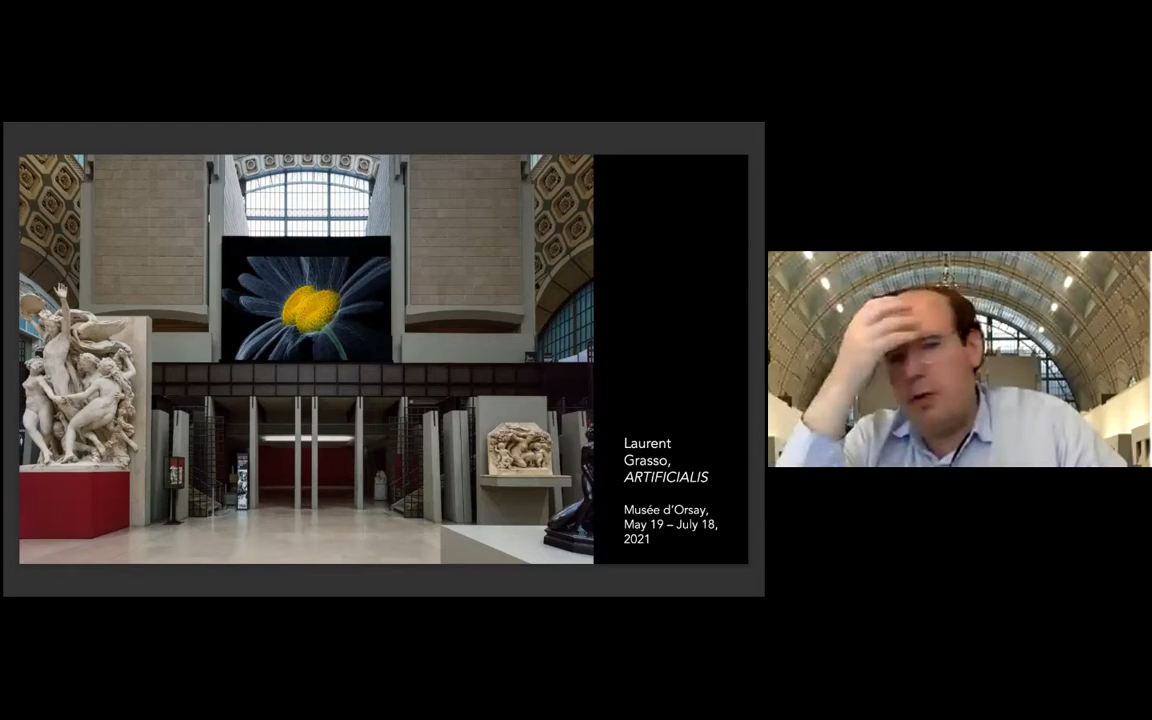 Laurent
Grasso,
ARTIFICIALIS
Musée d’Orsay,
May 19 – July 18,
2021